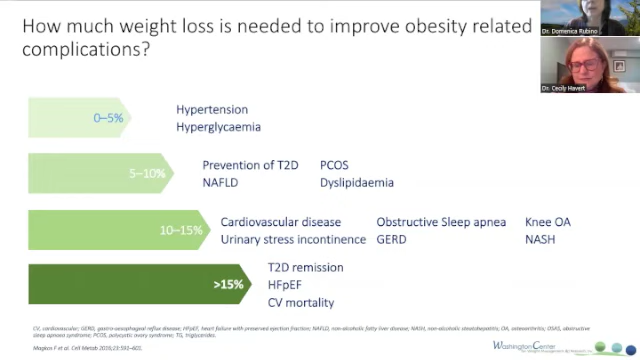 How much weight loss is needed to improve obesity related
complications?
Dr. Domenica Rubino
Dr. Cecily Havert
0–5%
Hypertension
Hyperglycaemia
5–10%
Prevention of T2D PCOS
NAFLD Dyslipidaemia
10–15%
Cardiovascular disease Obstructive Sleep apnea Knee OA
Urinary stress incontinence GERD NASH
>15%
T2D remission
HFpEF
CV mortality
CV, cardiovascular; GERD, gastro-oesophageal reflux disease; HFpEF, heart failure with preserved ejection fraction; NAFLD, non-alcoholic fatty liver disease; NASH, non-alcoholic steatohepatitis; OA, osteoarthritis; OSAS, obstructive
sleep apnoea syndrome; PCOS, polycystic ovary syndrome; TG, triglycerides.
Magkos F et al. Cell Metab 2016;23:591–601.
Washington Center
for Weight Management &